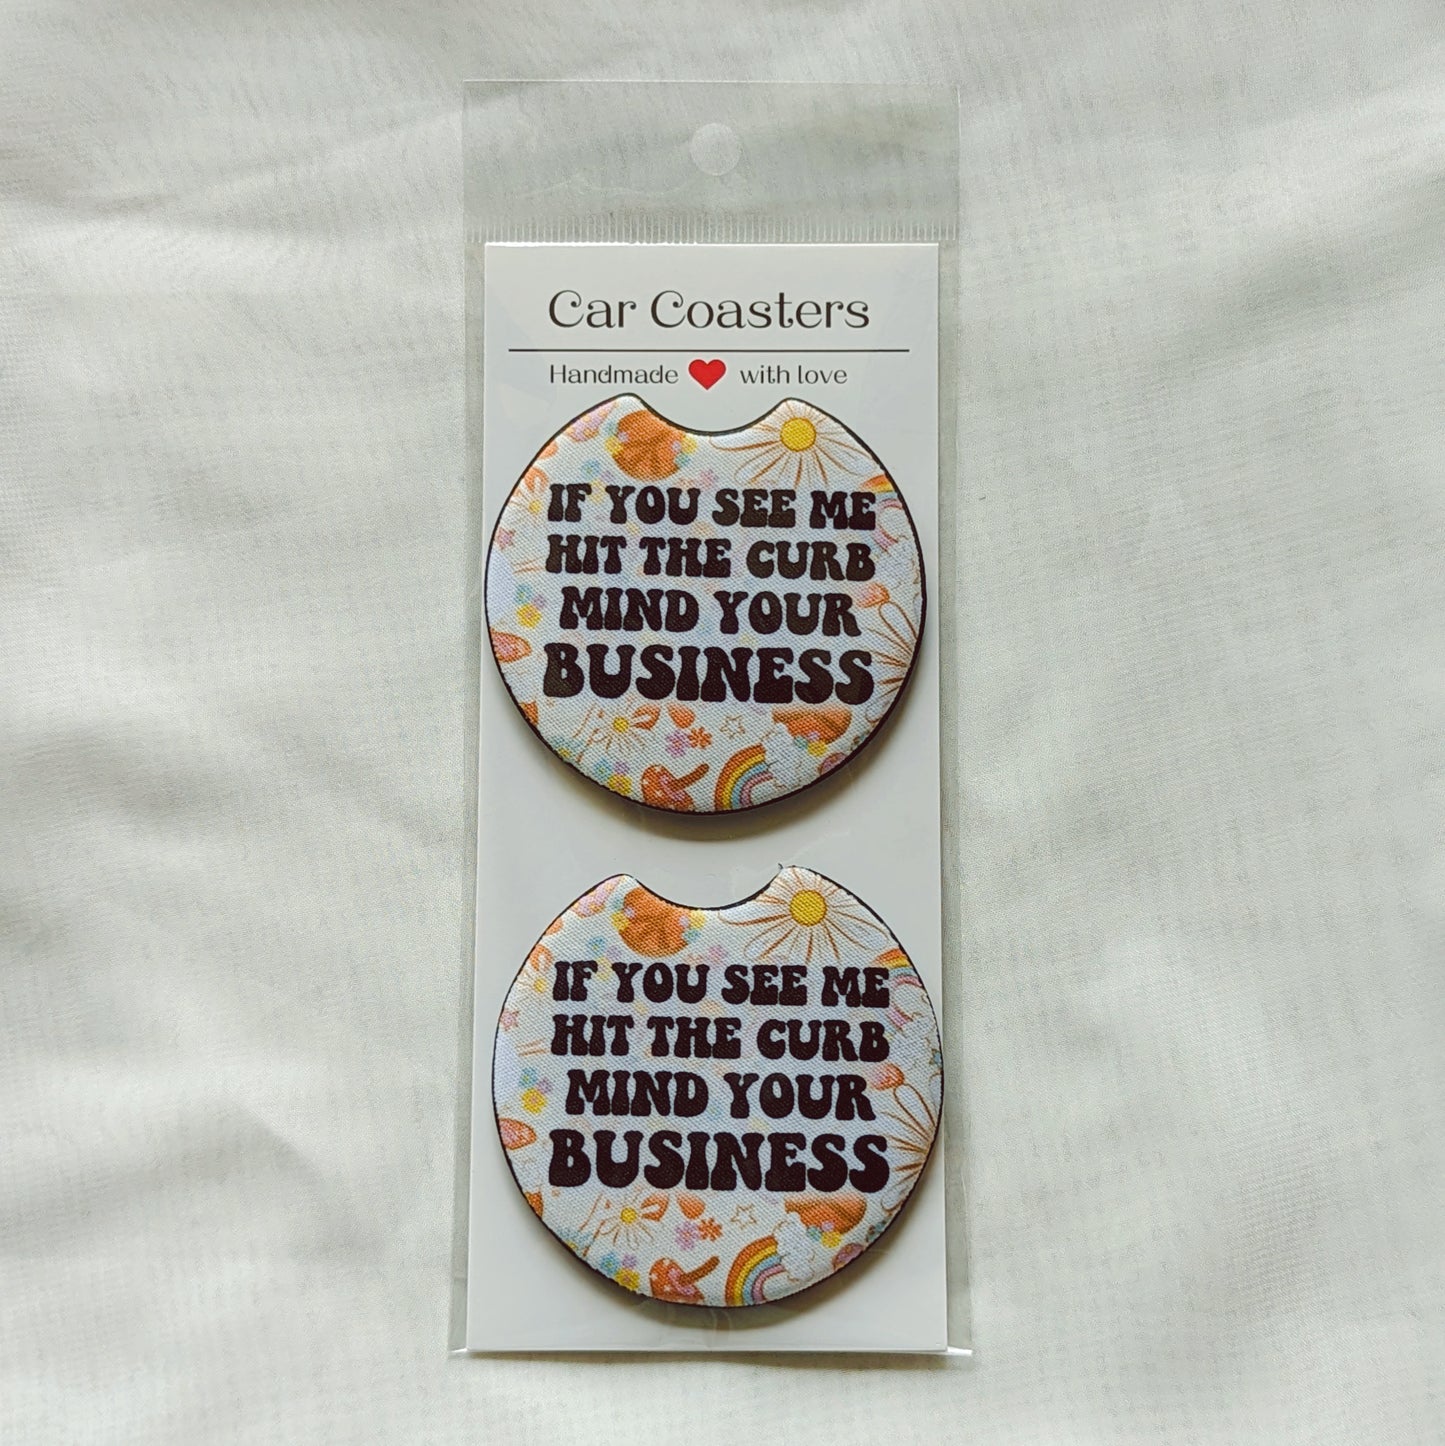 Car Coasters
Handmade with love
IF YOU SEE ME
HIT THE CURB
MIND YOUR
BUSINESS
IF YOU SEE ME
HIT THE CURB
MIND YOUR
BUSINESS